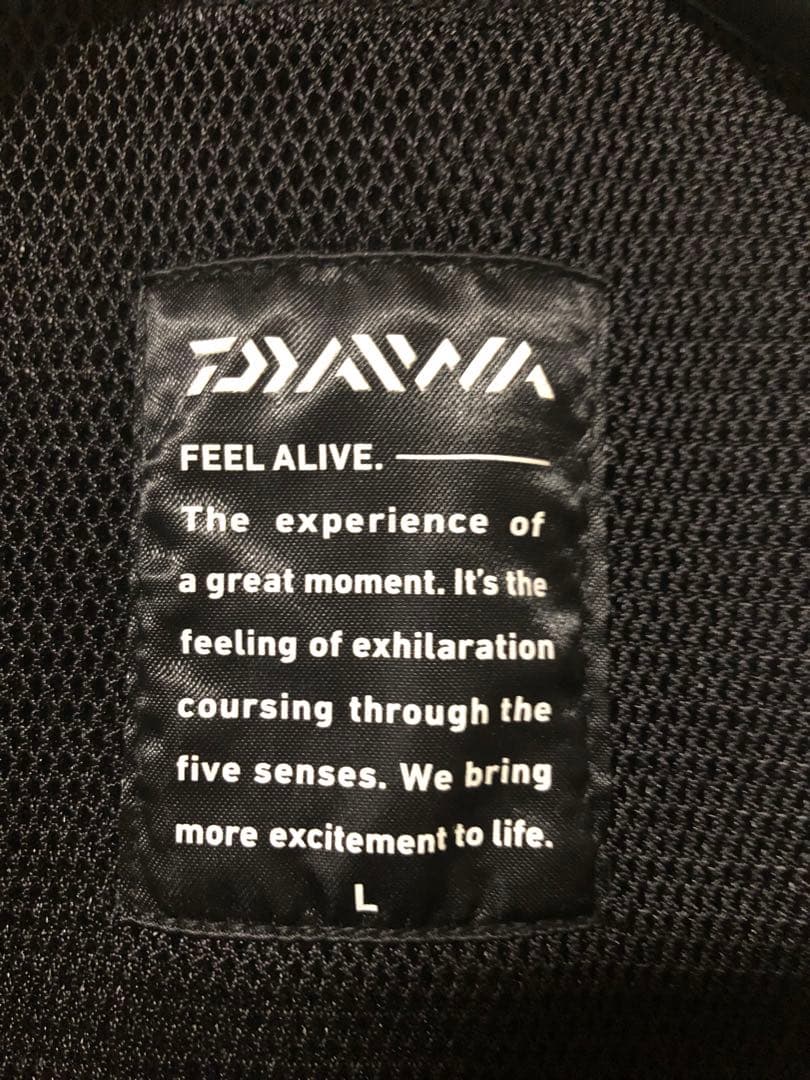 DAIWA
FEEL ALIVE.
The experience of
a great moment. It's the
feeling of exhilaration
coursing through the
five senses. We bring
more excitement to life.
L